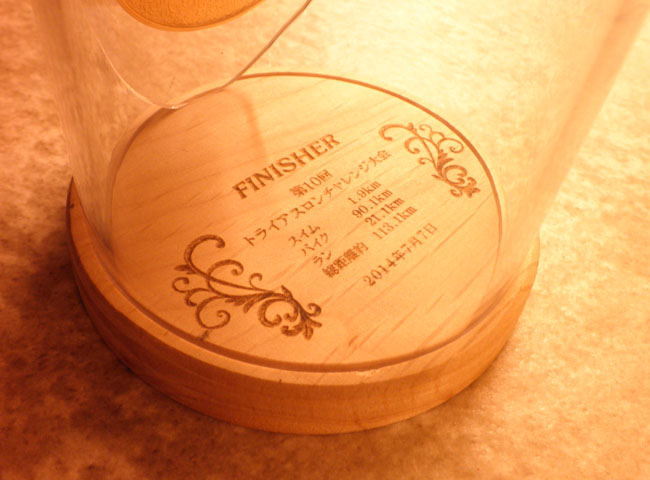 FINISHER
第10回
トライアスロンチャレンジ大会
スイム 1.9km
バイク 90.1km
ラン 21.1km
総距離約 113.1km
2014年7月7日